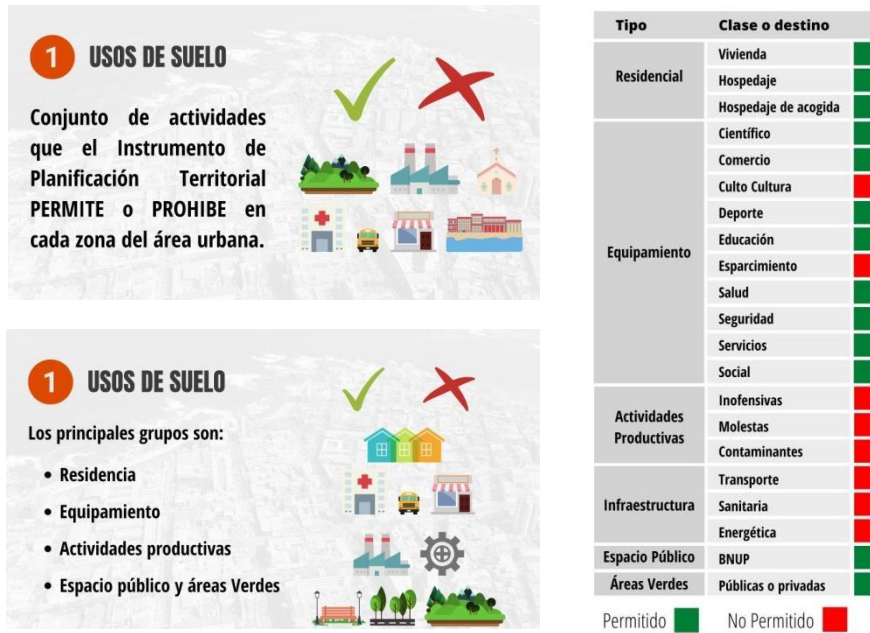 1 USOS DE SUELO
Conjunto de actividades
que el Instrumento de
Planificación Territorial
PERMITE o PROHIBE en
cada zona del área urbana.
1 USOS DE SUELO
Los principales grupos son:
• Residencia
• Equipamiento
• Actividades productivas
• Espacio público y áreas Verdes
Tipo Clase o destino
Residencial
Vivienda
Hospedaje
Hospedaje de acogida
Equipamiento
Científico
Comercio
Culto Cultura
Deporte
Educación
Esparcimiento
Salud
Seguridad
Servicios
Social
Actividades
Productivas
Inofensivas
Molestas
Contaminantes
Infraestructura
Transporte
Sanitaria
Energética
Espacio Público BNUP
Áreas Verdes Públicas o privadas
Permitido No Permitido